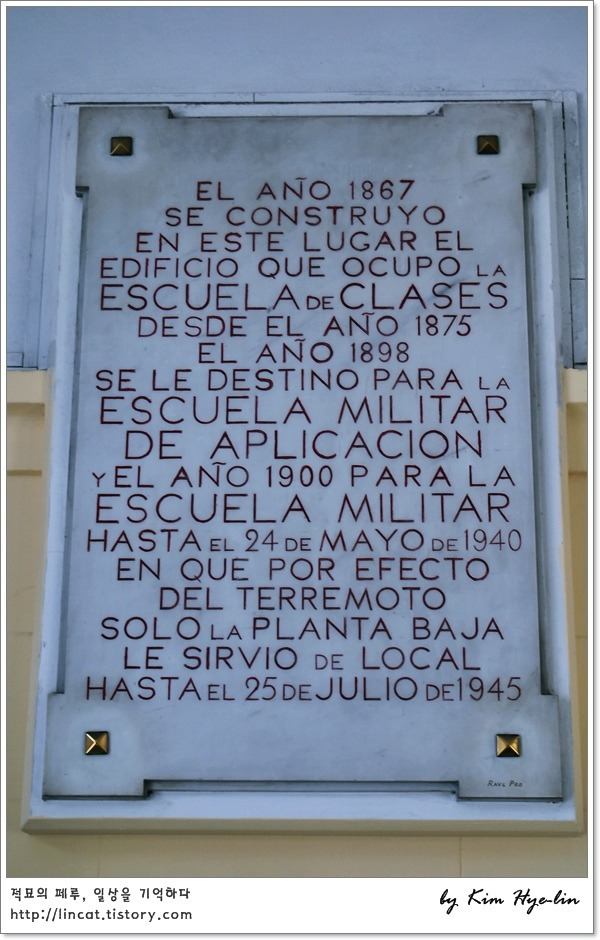 EL AÑO 1867
SE CONSTRUYO
EN ESTE LUGAR EL
EDIFICIO QUE OCUPO LA
ESCUELA DE CLASES
DESDE EL AÑO 1875
EL AÑO 1898
SE LE DESTINO PARA LA
ESCUELA MILITAR
DE APLICACION
Y EL AÑO 1900 PARA LA
ESCUELA MILITAR
HASTA EL 24 DE MAYO DE 1940
EN QUE POR EFECTO
DEL TERREMOTO
SOLO LA PLANTA BAJA
LE SIRVIO DE LOCAL
HASTA EL 25 DE JULIO DE 1945
RAUL PRO
적묘의 페루, 일상을 기억하다
by Kim Hye-lin
http://lincat.tistory.com